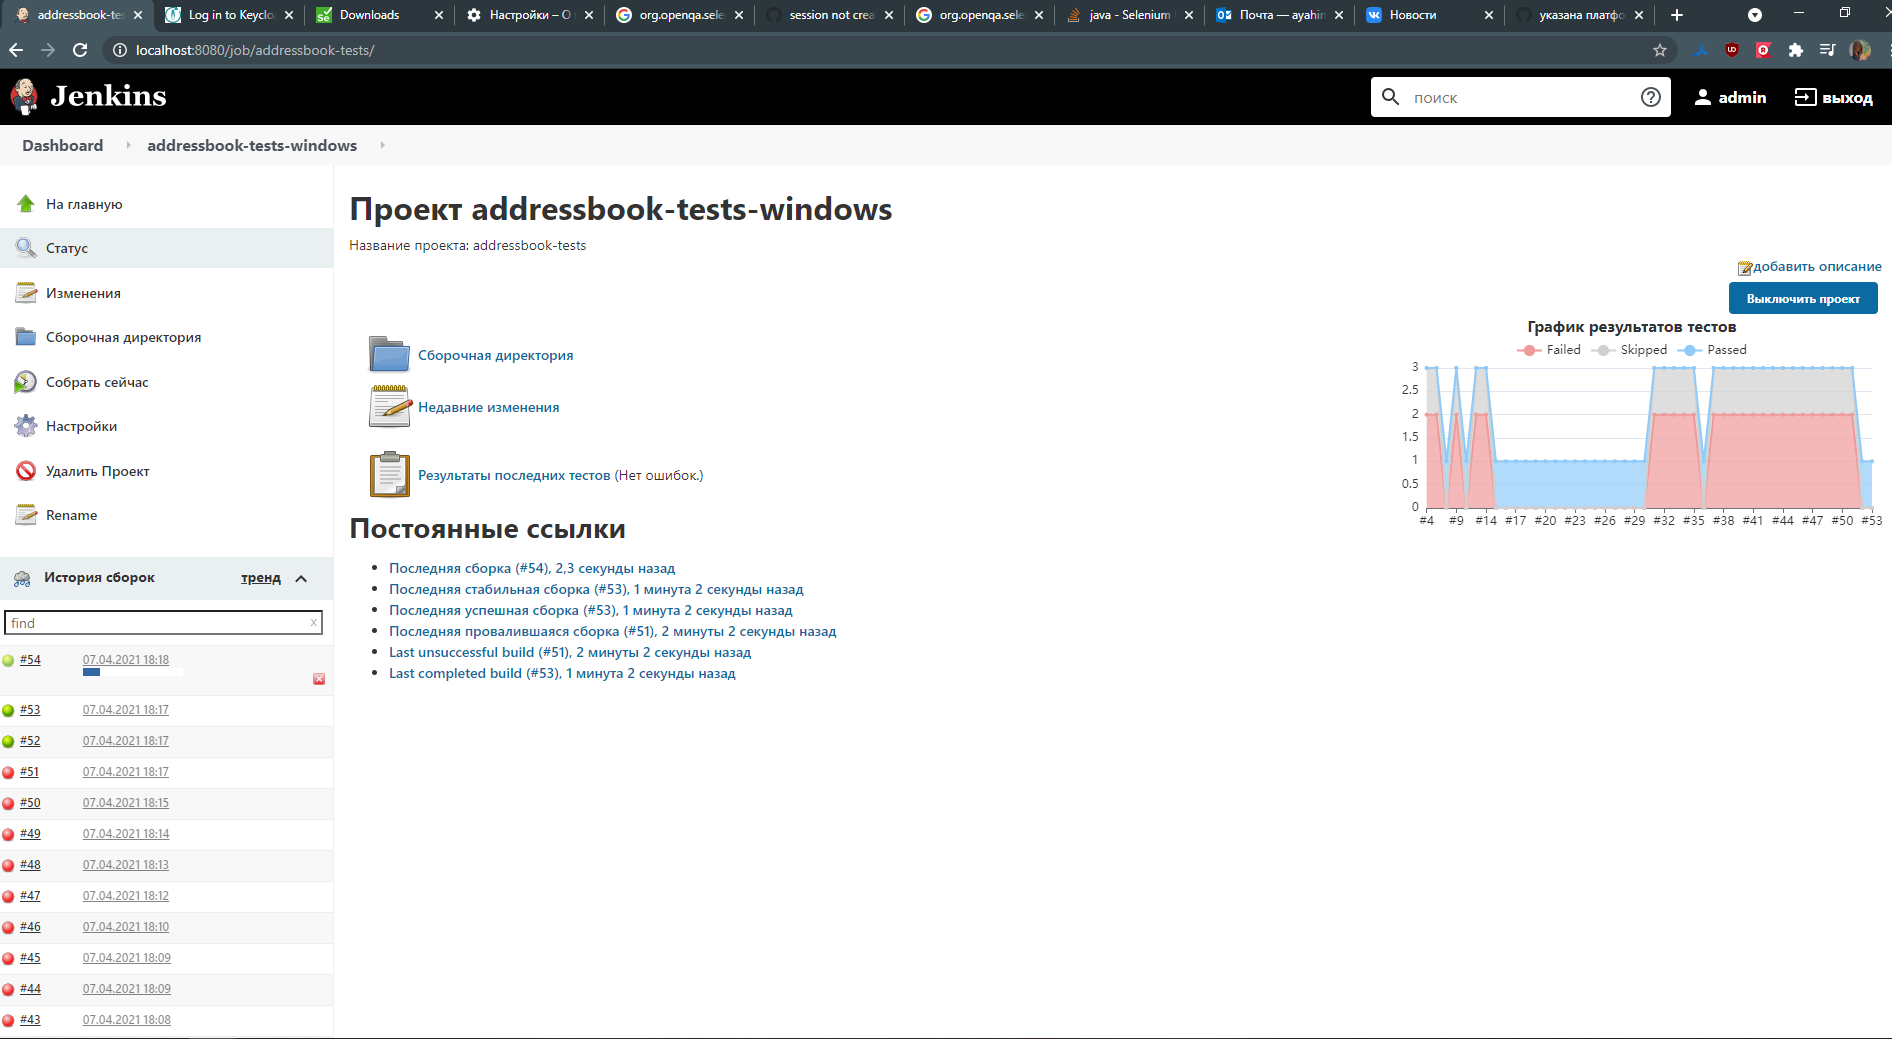 addressbook-tes
Log in to Keyclo
Downloads
Настройки – О
org.openqa.sele
session not crea
org.openqa.sele
java - Selenium
Почта — ayahin
Новости
указана платфо
localhost:8080/job/addressbook-tests/
Jenkins
поиск
admin
выход
Dashboard
addressbook-tests-windows
На главную
Статус
Изменения
Сборочная директория
Собрать сейчас
Настройки
Удалить Проект
Rename
История сборок
тренд
find
x
#54 07.04.2021 18:18
#53 07.04.2021 18:17
#52 07.04.2021 18:17
#51 07.04.2021 18:17
#50 07.04.2021 18:15
#49 07.04.2021 18:14
#48 07.04.2021 18:13
#47 07.04.2021 18:12
#46 07.04.2021 18:10
#45 07.04.2021 18:09
#44 07.04.2021 18:09
#43 07.04.2021 18:08
Проект addressbook-tests-windows
Название проекта: addressbook-tests
добавить описание
Выключить проект
Сборочная директория
Недавние изменения
Результаты последних тестов (Нет ошибок.)
График результатов тестов
Failed Skipped Passed
3
2.5
2
1.5
1
0.5
0
#4 #9 #14 #17 #20 #23 #26 #29 #32 #35 #38 #41 #44 #47 #50 #53
Постоянные ссылки
Последняя сборка (#54), 2,3 секунды назад
Последняя стабильная сборка (#53), 1 минута 2 секунды назад
Последняя успешная сборка (#53), 1 минута 2 секунды назад
Последняя провалившаяся сборка (#51), 2 минуты 2 секунды назад
Last unsuccessful build (#51), 2 минуты 2 секунды назад
Last completed build (#53), 1 минута 2 секунды назад